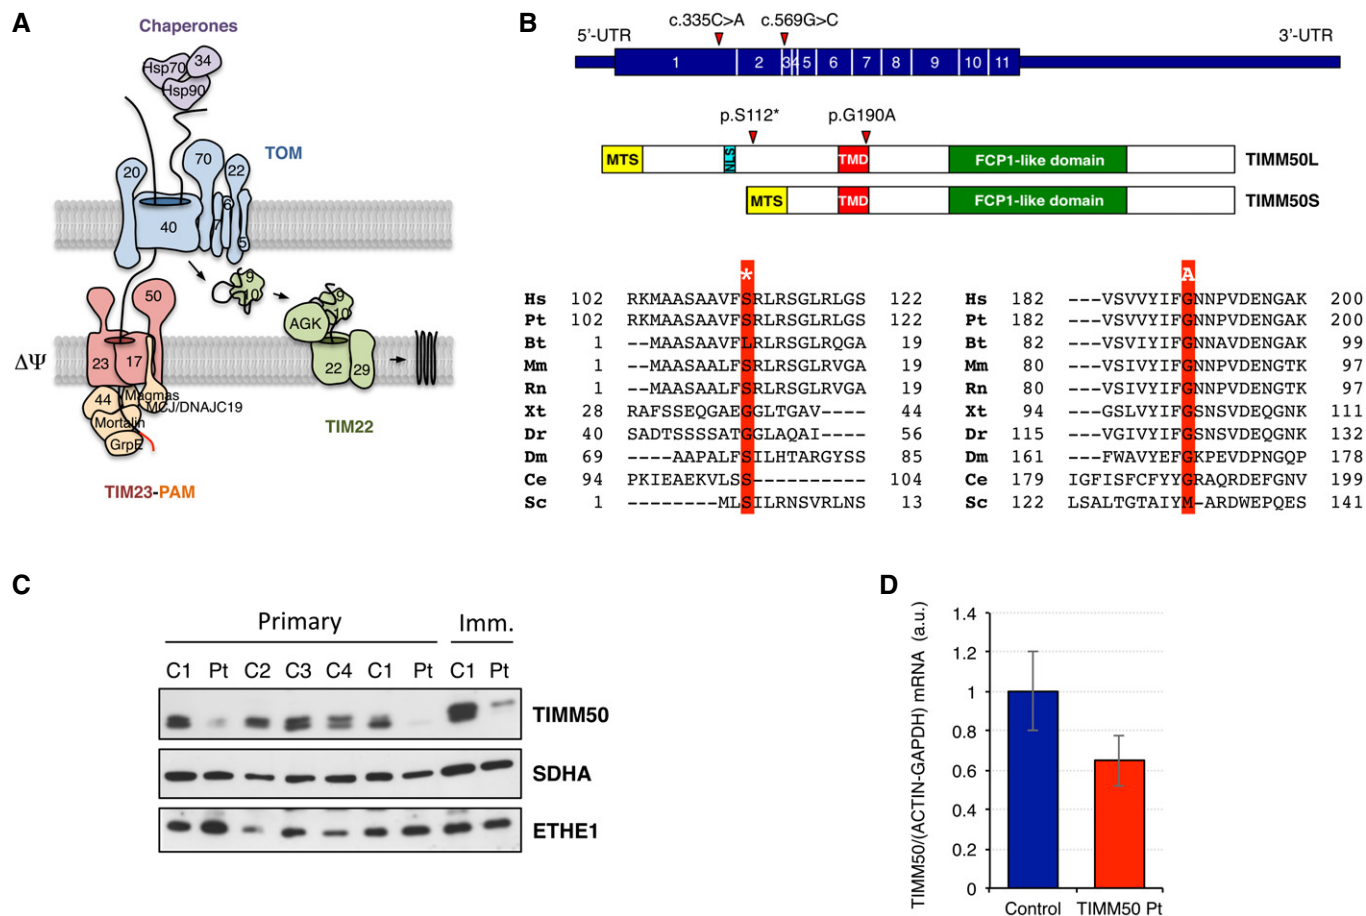 A
Chaperones
Hsp70
34
Hsp90
TOM
20
70
22
40
7
6
5
9
10
9
10
AGK
50
ΔΨ
23
17
22
29
Magmas
44
MCJ/DNAJC19
Mortalin
GrpE
TIM22
TIM23-PAM
B
c.335C>A c.569G>C
5'-UTR 3'-UTR
1 2 3 4 5 6 7 8 9 10 11
p.S112* p.G190A
MTS NLS TMD FCP1-like domain TIMM50L
MTS TMD FCP1-like domain TIMM50S
* A
Hs 102 RKMAASAAVFSRLRSGLRLGS 122 Hs 182 ---VSVVYIFGNNPVDENGAK 200
Pt 102 RKMAASAAVFSRLRSGLRLGS 122 Pt 182 ---VSVVYIFGNNPVDENGAK 200
Bt 1 --MAASAAVFLRLRSGLRQGA 19 Bt 82 ---VSVIYIFGNNPVDENGAK 99
Mm 1 --MAASAALFSRLRSGLRVGA 19 Mm 80 ---VSIVYIFGNNPVDENGTK 97
Rn 1 --MAASAALFSRLRSGLRVGA 19 Rn 80 ---VSIVYIFGNNPVDENGTK 97
Xt 28 RAFSSEQGAEGGLTGAV---- 44 Xt 94 ---GSLVYIFGSNSVDEQGNK 111
Dr 40 SADTSSSSATGGLAQAI---- 56 Dr 115 ---VGIVYIFGSNSVDEQGNK 132
Dm 69 ----AAPALFSILHTARGYSS 85 Dm 161 ---FWAVYEFGKPEVDPNGQP 178
Ce 94 PKIEAEKVLSS---------- 104 Ce 179 IGFISFCFYYGRAQRDEFGNV 199
Sc 1 --------MLSILRNSVRLNS 13 Sc 122 LSALTGTAIYM-ARDWEPQES 141
C
Primary Imm.
C1 Pt C2 C3 C4 C1 Pt C1 Pt
TIMM50
SDHA
ETHE1
D
TIMM50/(ACTIN-GAPDH) mRNA (a.u.)
1.4
1.2
1
0.8
0.6
0.4
0.2
0
Control TIMM50 Pt